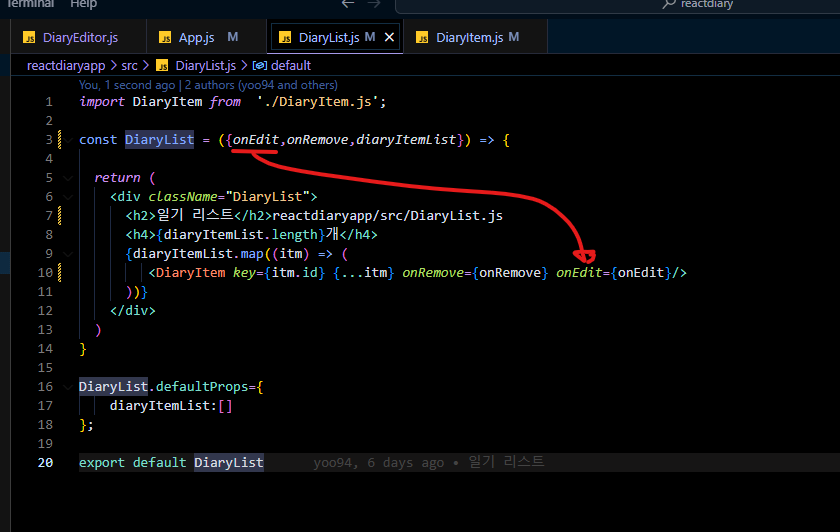 Terminal Help
reactdiary
DiaryEditor.js App.js M DiaryList.js M DiaryItem.js M
reactdiaryapp > src > DiaryList.js > default
You, 1 second ago | 2 authors (yoo94 and others)
1 import DiaryItem from './DiaryItem.js';
2
3 const DiaryList = ({onEdit,onRemove,diaryItemList}) => {
4
5 return (
6 <div className="DiaryList">
7 <h2>일기 리스트</h2>reactdiaryapp/src/DiaryList.js
8 <h4>{diaryItemList.length}개</h4>
9 {diaryItemList.map((itm) => (
10 <DiaryItem key={itm.id} {...itm} onRemove={onRemove} onEdit={onEdit}/>
11 ))}
12 </div>
13 )
14 }
15
16 DiaryList.defaultProps={
17 diaryItemList:[]
18 };
19
20 export default DiaryList yoo94, 6 days ago • 일기 리스트